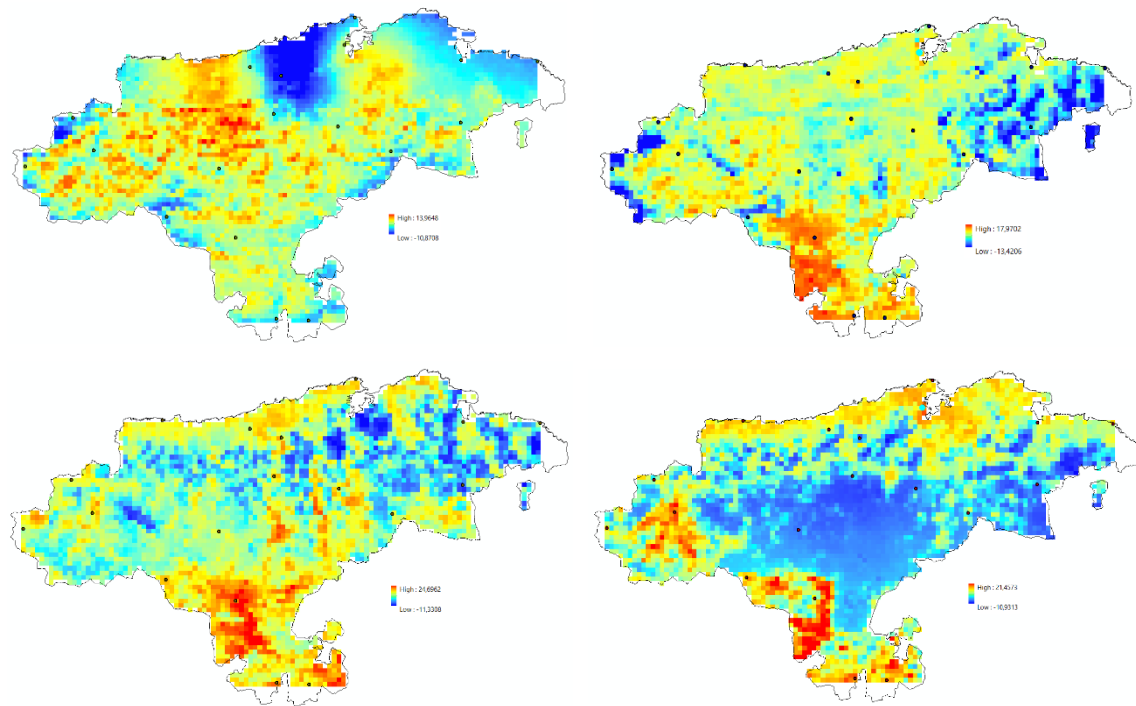 High : 13,9648
Low : -10,8708
High : 17,9702
Low : -13,4206
High : 24,6962
Low : -11,3308
High : 21,4573
Low : -10,9313